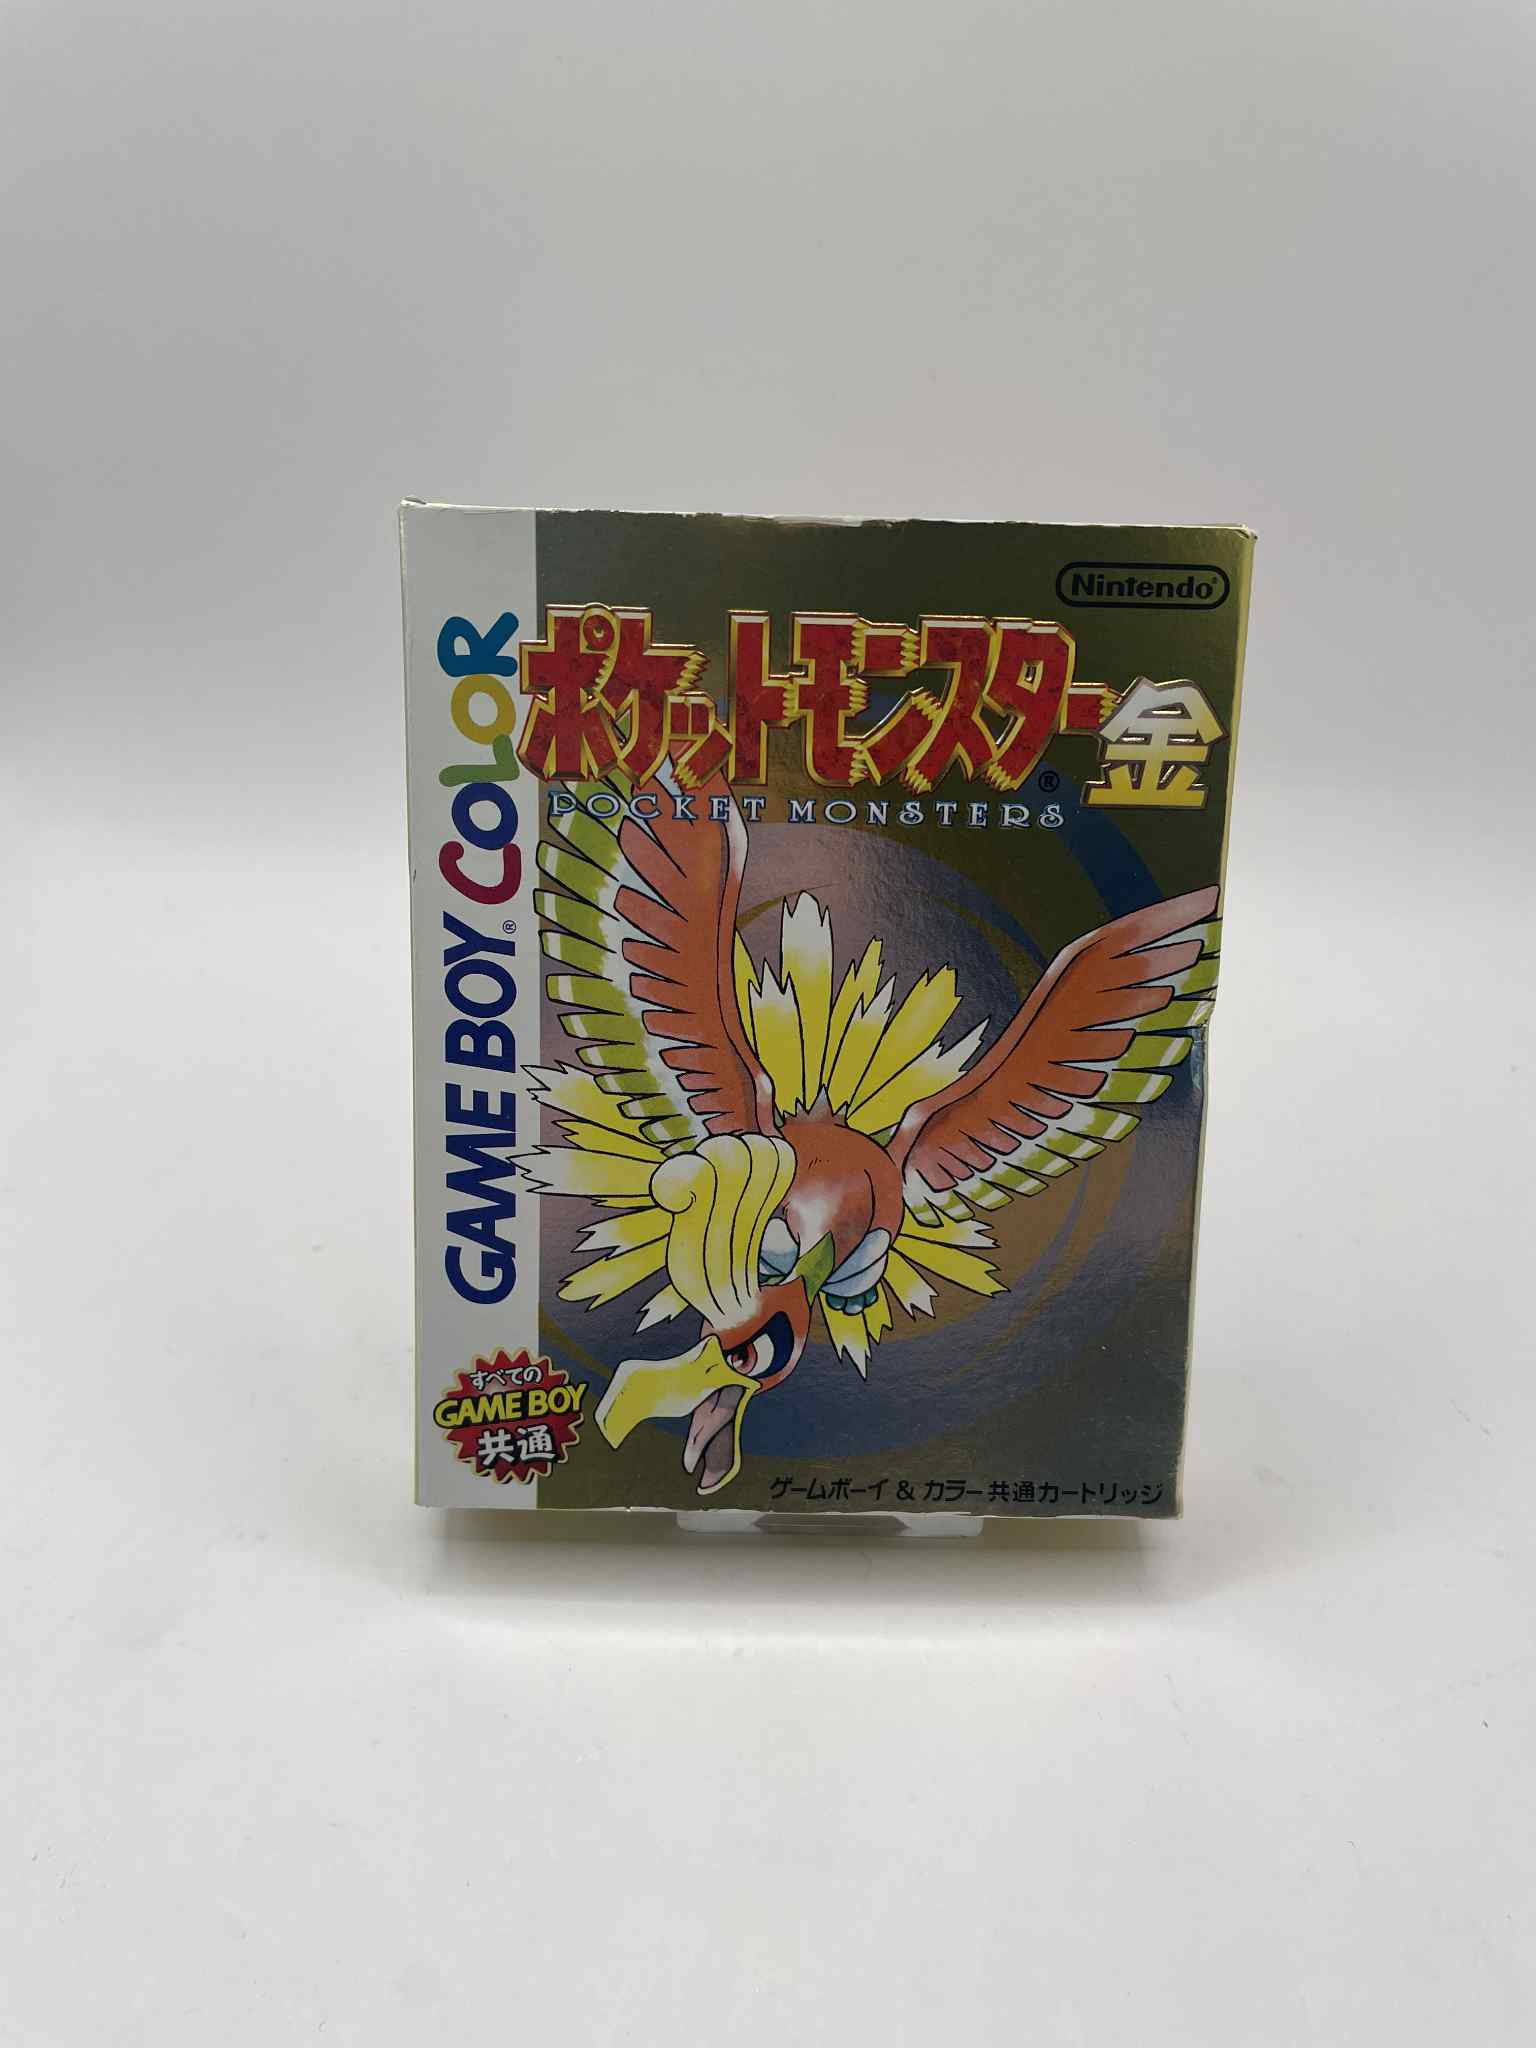 Nintendo®
ポケットモンスター金
®
POCKET MONSTERS
GAME BOY COLOR
®
すべての
GAME BOY
共通
ゲームボーイ & カラー共通カートリッジ